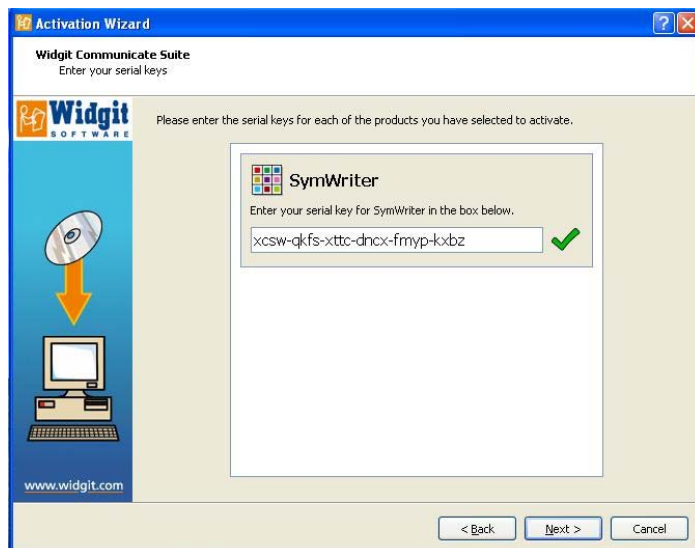 Activation Wizard
Widgit Communicate Suite
Enter your serial keys
Widgit
SOFTWARE
Please enter the serial keys for each of the products you have selected to activate.
SymWriter
Enter your serial key for SymWriter in the box below.
xcsw-qkfs-xttc-dncx-fmyp-kxbz
www.widgit.com
< Back
Next >
Cancel